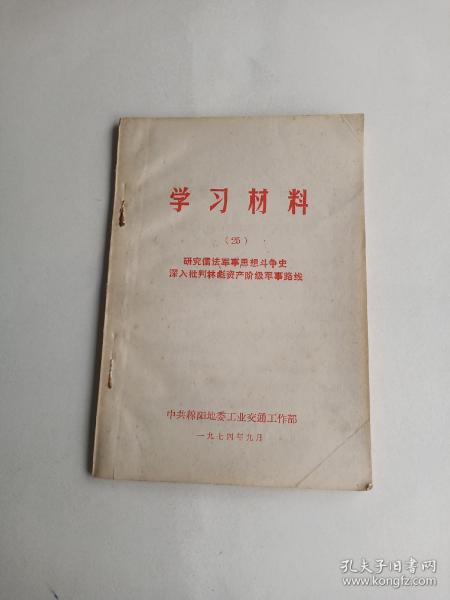 学习材料
（25）
研究儒法军事思想斗争史
深入批判林彪资产阶级军事路线
中共绵阳地委工业交通工作部
一九七四年九月
孔夫子旧书网
www.kongfz.com